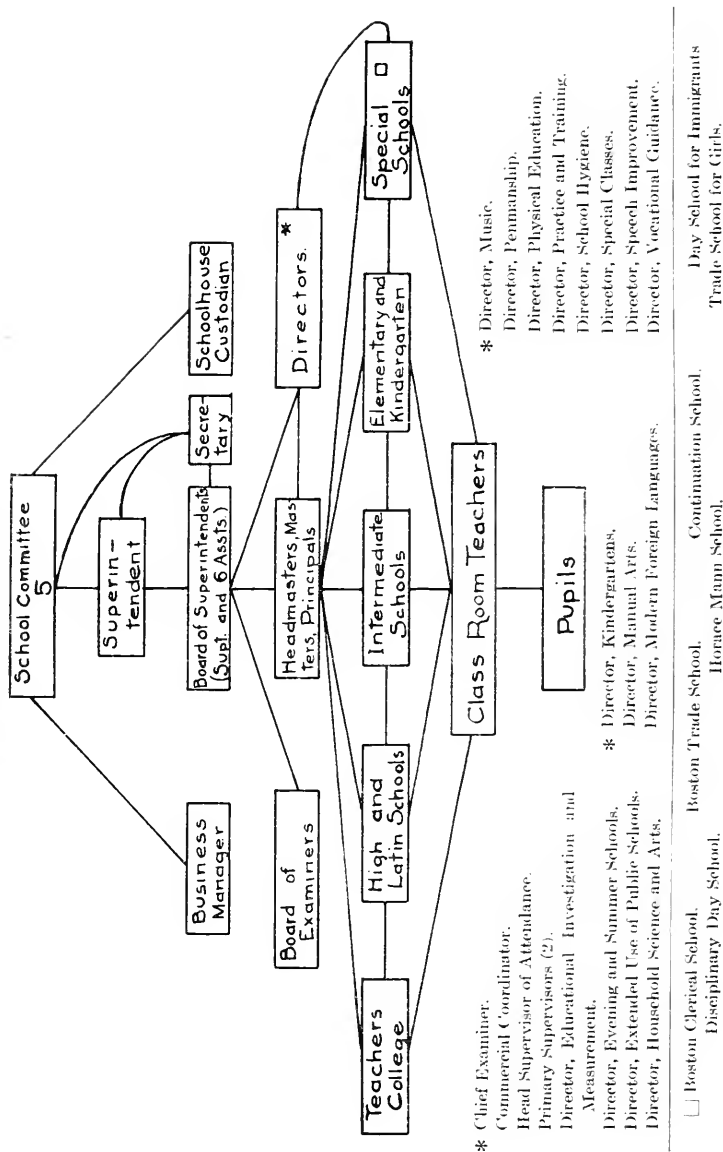 School Committee
5
Superin-
tendent
Business
Manager
Schoolhouse
Custodian
Board of Superintendents
(Supt. and 6 Assts.)
Secre-
tary
Board of
Examiners
Headmasters, Mas-
ters, Principals
Directors. *
Teachers
College
High and
Latin Schools
Intermediate
Schools
Elementary and
Kindergarten
Special □
Schools
Class Room Teachers
Pupils
* Chief Examiner.
Commercial Coordinator.
Head Supervisor of Attendance.
Primary Supervisors (2).
Director, Educational Investigation and
Measurement.
Director, Evening and Summer Schools.
Director, Extended Use of Public Schools.
Director, Household Science and Arts.
* Director, Kindergartens.
Director, Manual Arts.
Director, Modern Foreign Languages.
* Director, Music.
Director, Penmanship.
Director, Physical Education.
Director, Practice and Training.
Director, School Hygiene.
Director, Special Classes.
Director, Speech Improvement.
Director, Vocational Guidance.
□ Boston Clerical School. Boston Trade School. Continuation School. Day School for Immigrants
Disciplinary Day School. Horace Mann School. Trade School for Girls.